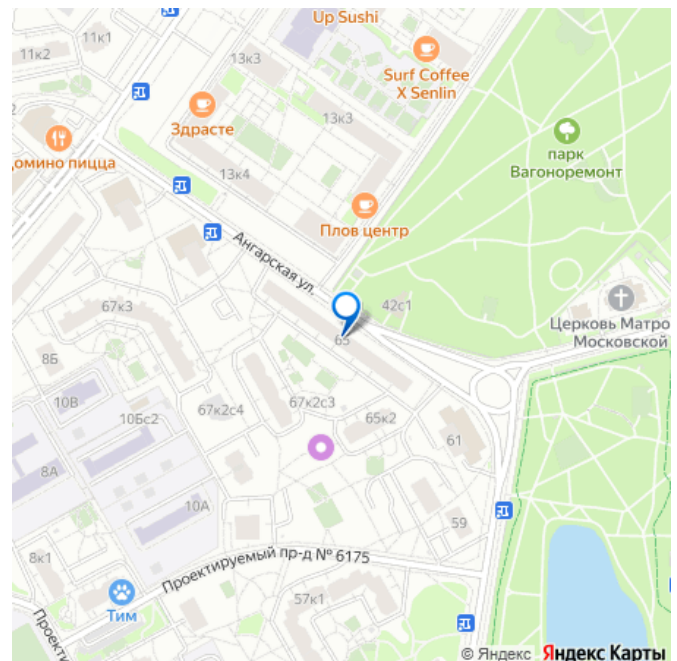 Up Sushi
11к1
11к2
13к3
Surf Coffee
X Senlin
13к3
Здрасте
парк
Вагоноремонт
омино пицца
13к4
Плов центр
Ангарская ул.
42с1
67к3
Церковь Матро
Московской
65
8Б
10В
67к2с4
67к2с3
10Бс2
65к2
61
8А
10А
59
Проектируемый пр-д № 6175
8к1
57к1
Тим
Проекти
© Яндекс Яндекс Карты